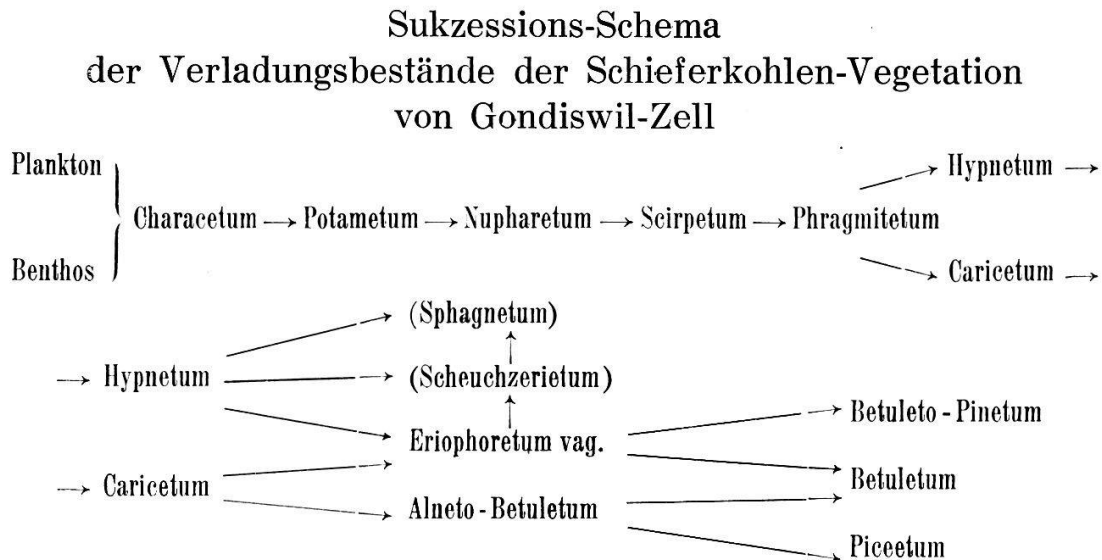 Sukzessions-Schema
der Verladungsbestände der Schieferkohlen-Vegetation
von Gondiswil-Zell
Plankton
Hypnetum →
Characetum → Potametum → Nupharetum → Scirpetum → Phragmitetum
Benthos
Caricetum →
(Sphagnetum)
→ Hypnetum
(Scheuchzerietum)
Betuleto-Pinetum
Eriophoretum vag.
→ Caricetum
Betuletum
Alneto-Betuletum
Piceetum